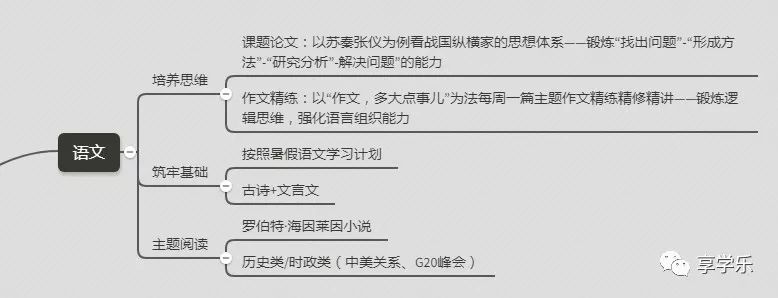 课题论文：以苏秦张仪为例看战国纵横家的思想体系——锻炼“找出问题”-“形成方
法”-“研究分析”-解决问题”的能力
培养思维
作文精练：以“作文，多大点事儿”为法每周一篇主题作文精练精修精讲——锻炼逻
辑思维，强化语言组织能力
语文
按照暑假语文学习计划
筑牢基础
古诗+文言文
罗伯特·海因莱因小说
主题阅读
历史类/时政类（中美关系、G20峰会）
享学乐